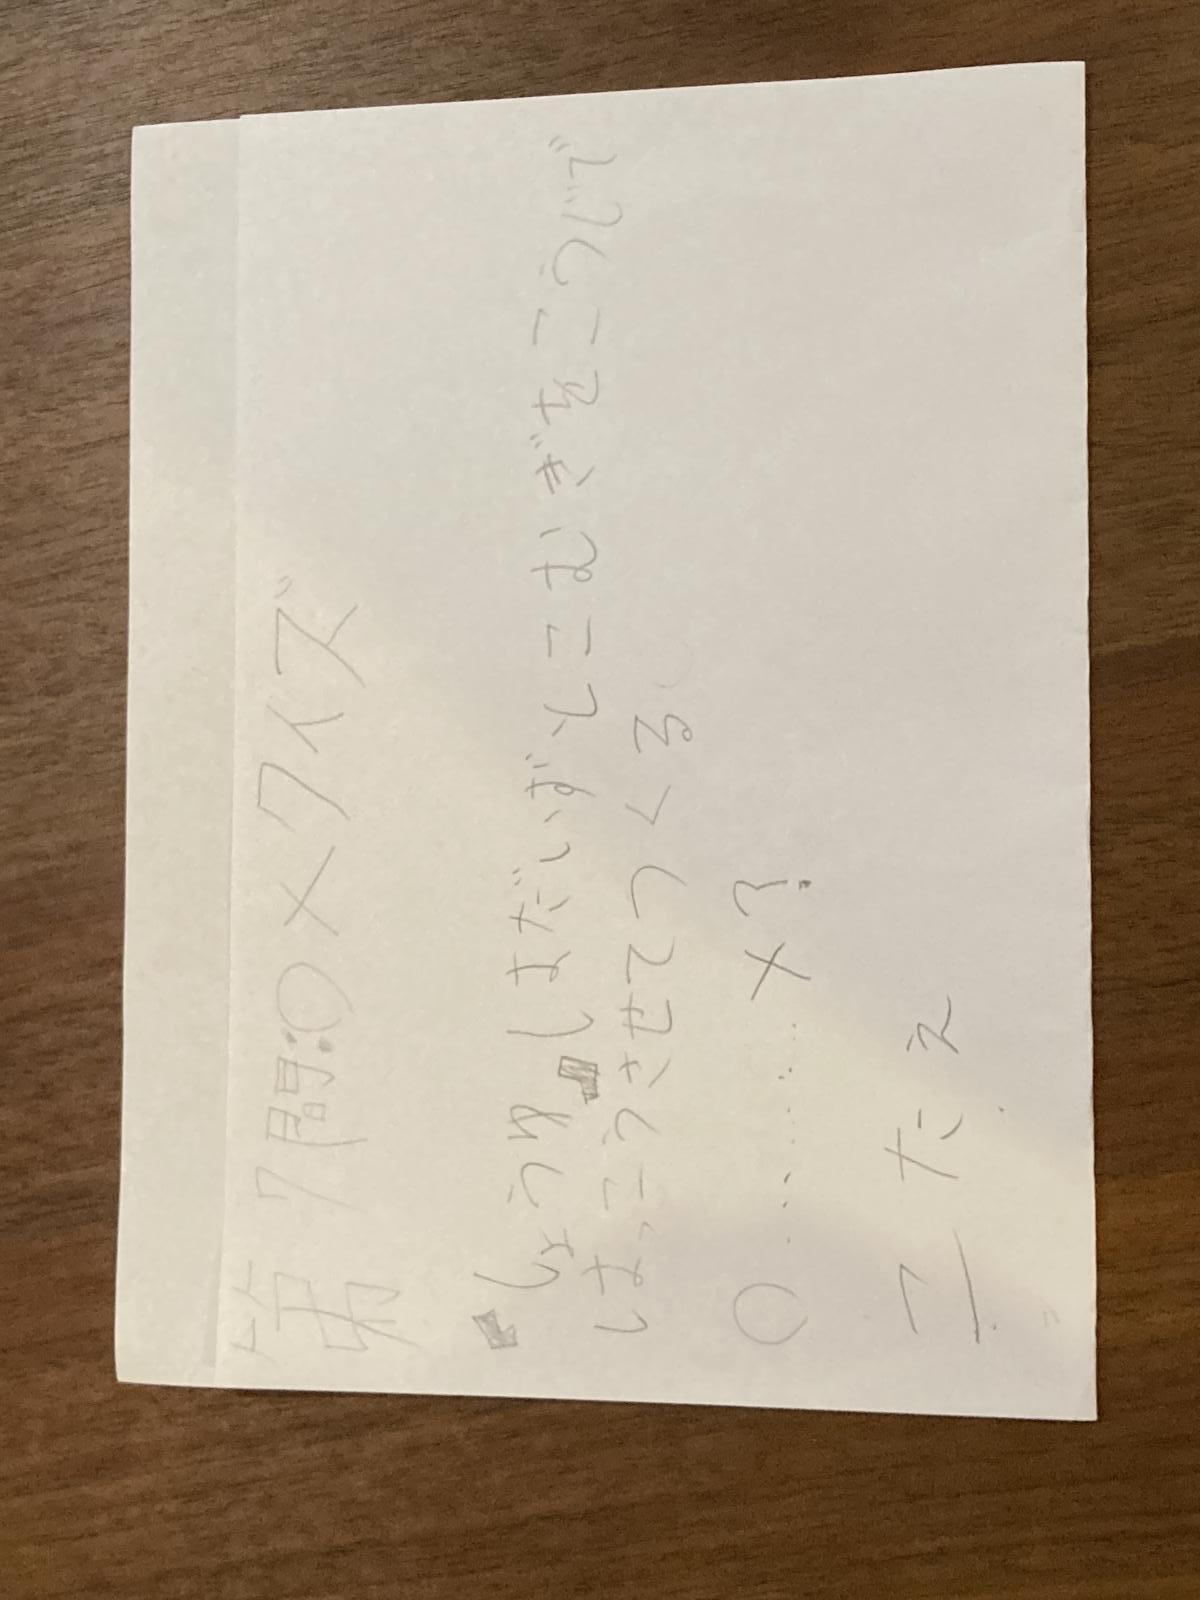 第7問:○×クイズ
しょうゆはだいずとこむぎをこうじで
はっこうさせてつくる
○………×?
こたえ